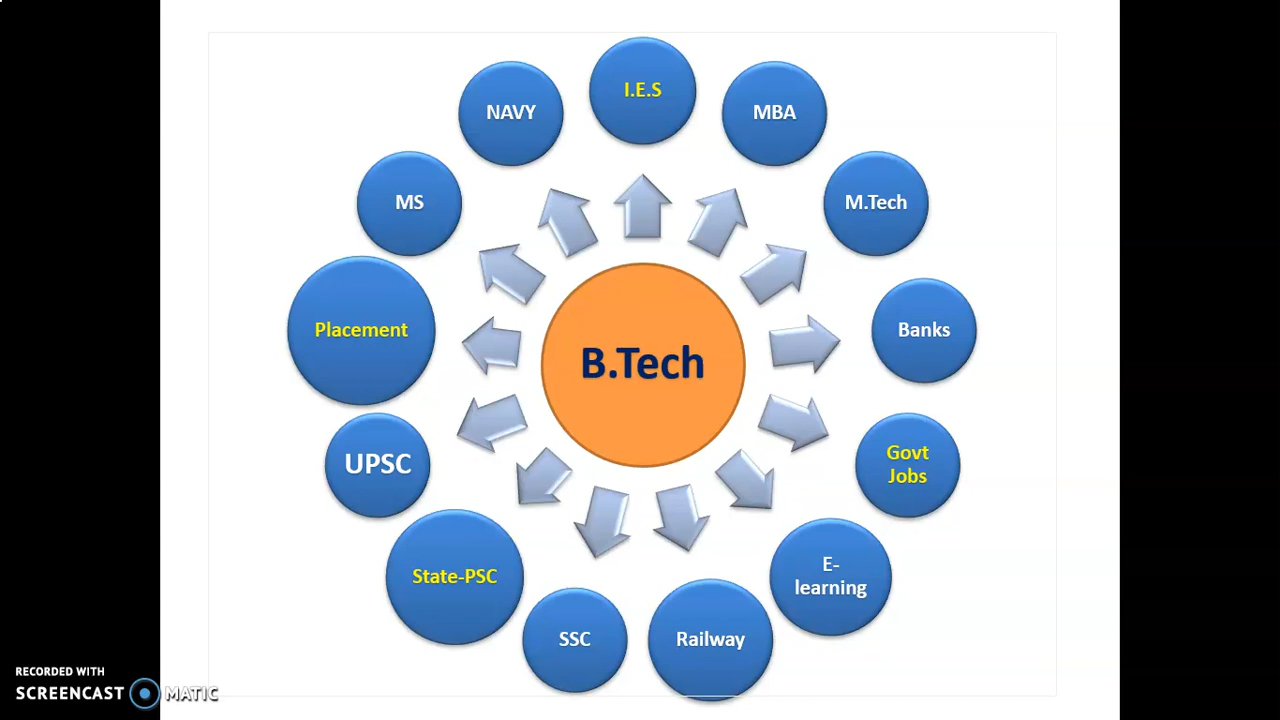 I.E.S
NAVY
MBA
MS
M.Tech
Placement
Banks
B.Tech
UPSC
Govt
Jobs
State-PSC
E-
learning
SSC
Railway
RECORDED WITH
SCREENCAST MATIC